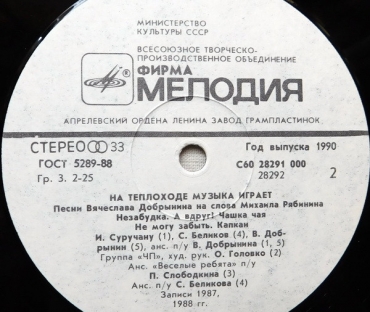 МИНИСТЕРСТВО
КУЛЬТУРЫ СССР
ВСЕСОЮЗНОЕ ТВОРЧЕСКО-
ПРОИЗВОДСТВЕННОЕ ОБЪЕДИНЕНИЕ
ФИРМА
МЕЛОДИЯ
АПРЕЛЕВСКИЙ ОРДЕНА ЛЕНИНА ЗАВОД ГРАМПЛАСТИНОК
СТЕРЕО 33
Год выпуска 1990
ГОСТ 5289-88
С60 28291 000
Гр. 3. 2-25
28292
2
НА ТЕПЛОХОДЕ МУЗЫКА ИГРАЕТ
Песни Вячеслава Добрынина на слова Михаила Рябинина
Незабудка. А вдруг! Чашка чая
Не могу забыть. Капкан
И. Суручану (1), С. Беликов (4), В. Доб-
рынин (5), анс. п/у В. Добрынина (1, 5)
Группа «ЧП», худ. рук. О. Головко (2)
Анс. «Веселые ребята» п/у
П. Слободкина (3)
Анс. п/у С. Беликова (4)
Записи 1987,
1988 гг.